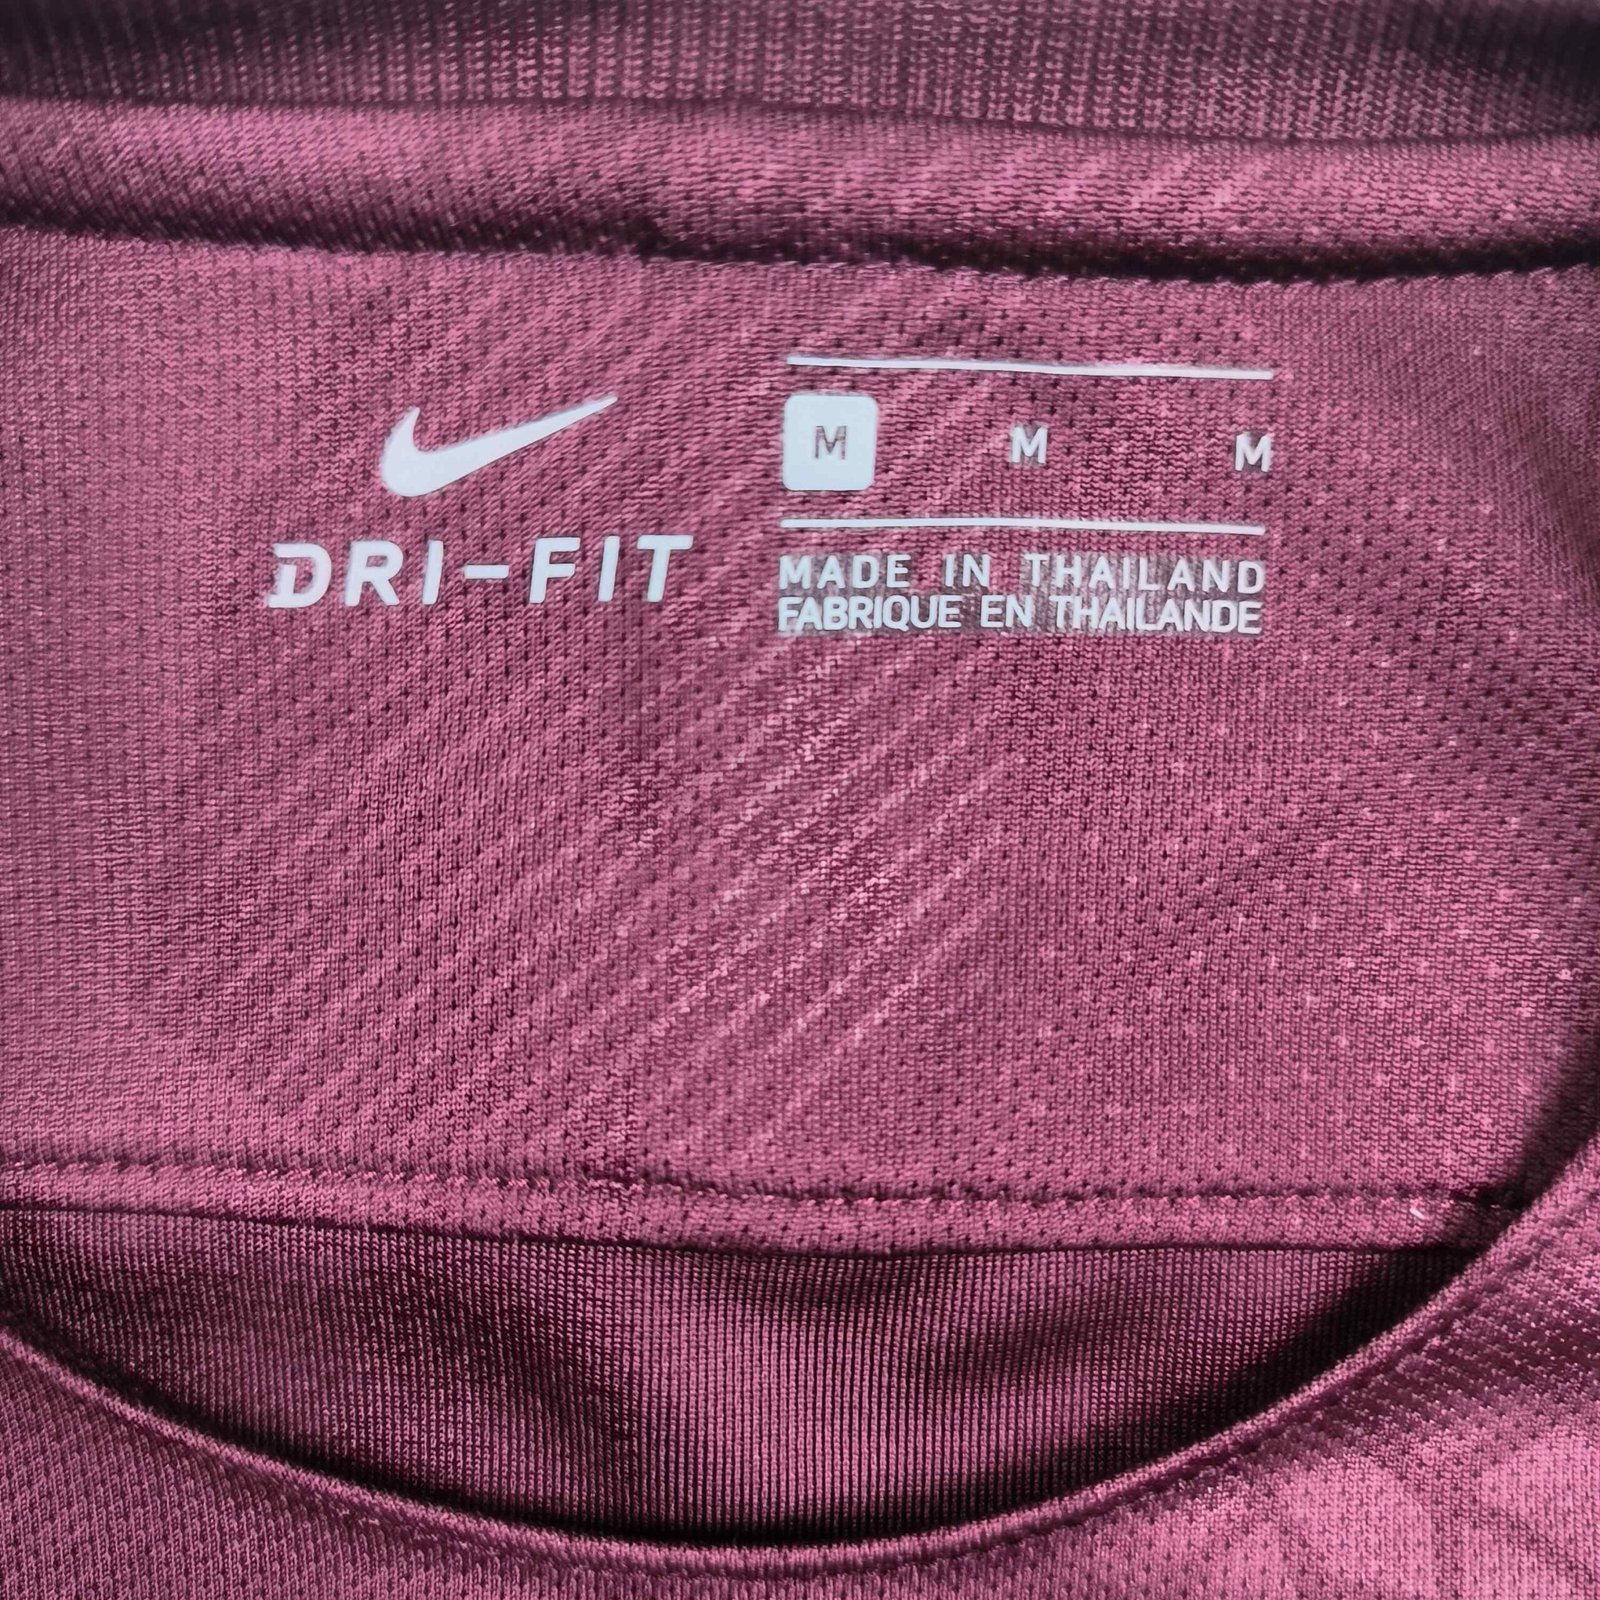 DRI-FIT
M M M
MADE IN THAILAND
FABRIQUE EN THAILANDE